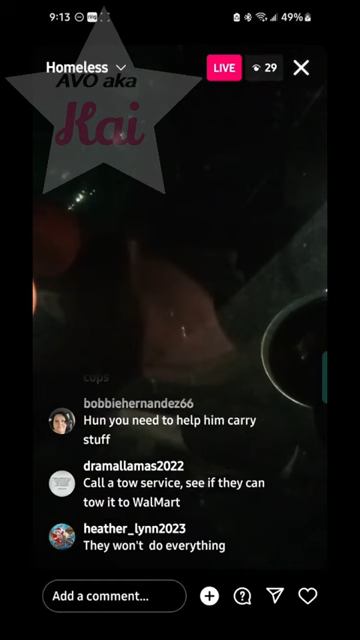 9:13
49%
Homeless
LIVE
29
AVO aka
Kai
cops
bobbiehernandez66
Hun you need to help him carry
stuff
dramallamas2022
Call a tow service, see if they can
tow it to WalMart
heather_lynn2023
They won't do everything
Add a comment...